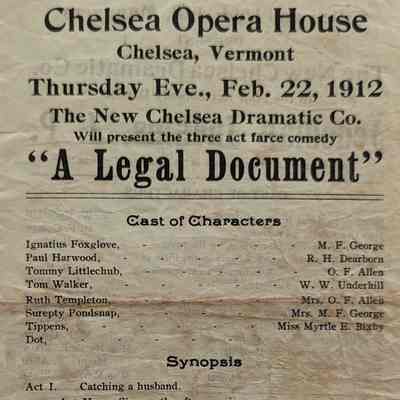 Chelsea Opera House
Chelsea, Vermont
Thursday Eve., Feb. 22, 1912
The New Chelsea Dramatic Co.
Will present the three act farce comedy
"A Legal Document"
Cast of Characters
Ignatius Foxglove, - - - - - M. F. George
Paul Harwood, - - - - - R. H. Dearborn
Tommy Littlechub, - - - - - O. F. Allen
Tom Walker, - - - - - W. W. Underhill
Ruth Templeton, - - - - - Mrs. O. F. Allen
Surepty Pondsnap, - - - - Mrs. M. F. George
Tippens, - - - - - Miss Myrtle E. Bixby
Dot, - - - - -
Synopsis
Act I. Catching a husband.